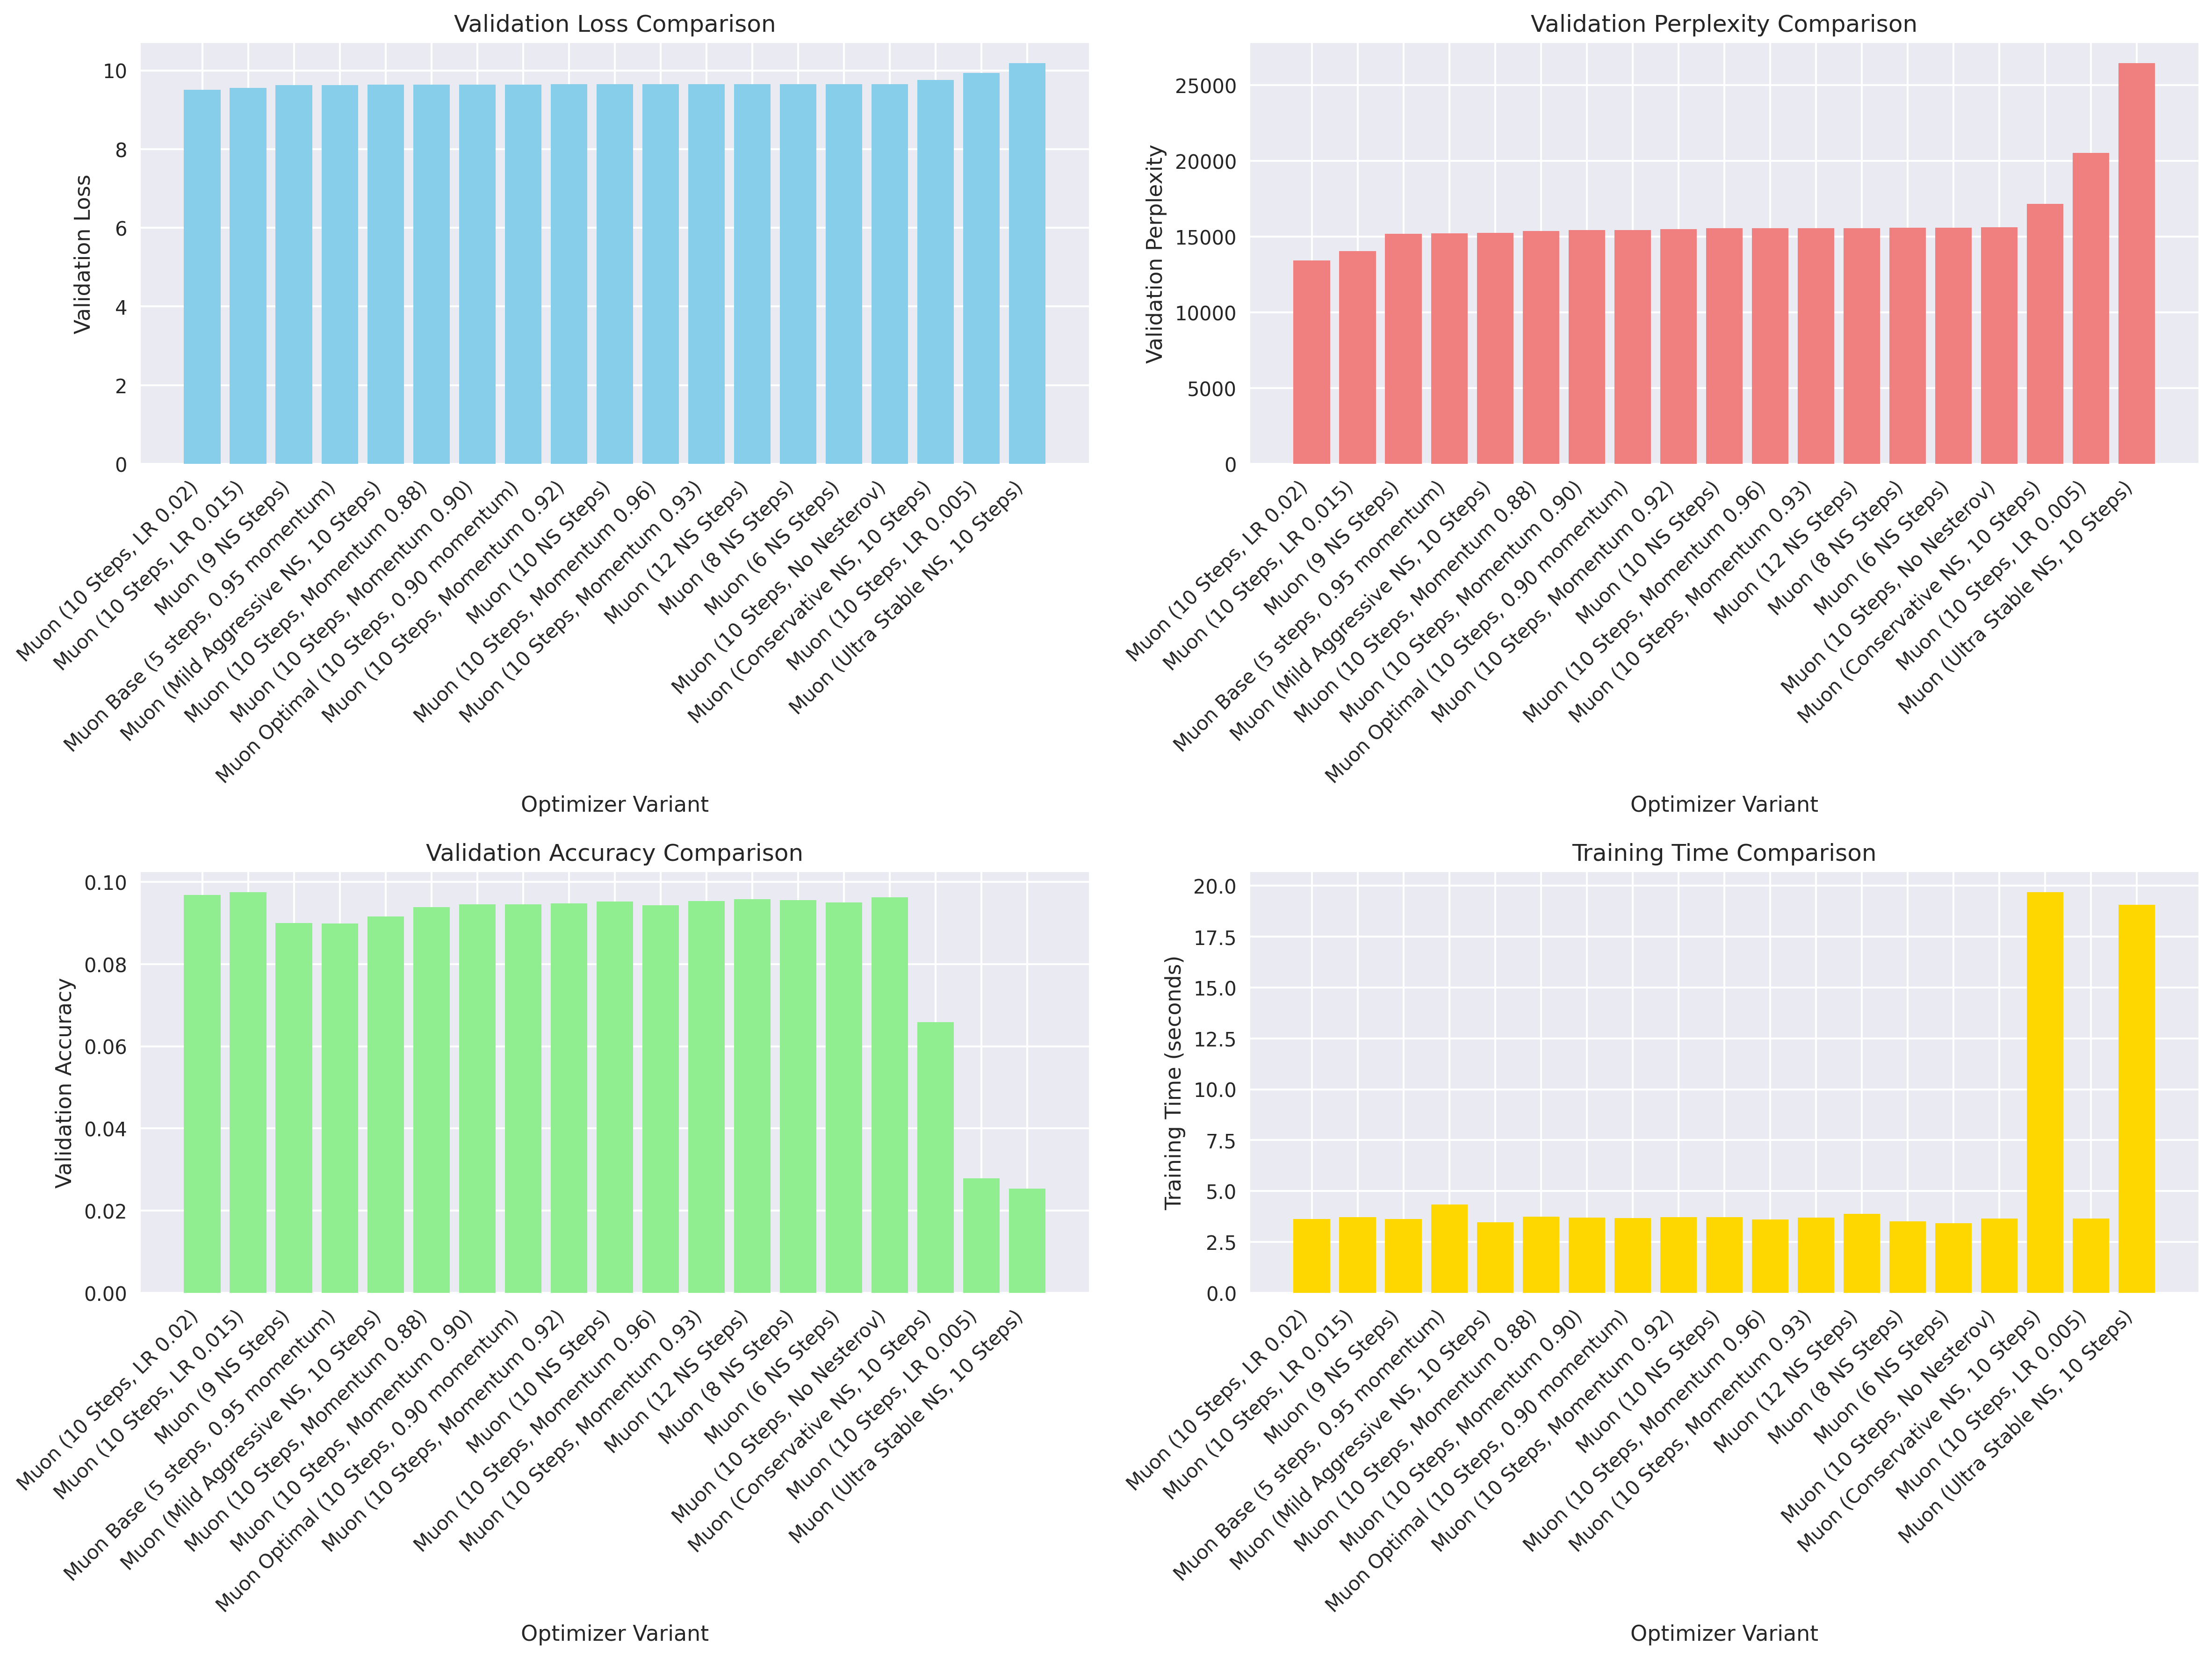 Validation Loss Comparison
Validation Loss
10
8
6
4
2
0
Muon (10 Steps, LR 0.02)
Muon (10 Steps, LR 0.015)
Muon (9 NS Steps)
Muon Base (5 steps, 0.95 momentum)
Muon (Mild Aggressive NS, 10 Steps)
Muon (10 Steps, Momentum 0.88)
Muon (10 Steps, Momentum 0.90)
Muon Optimal (10 Steps, 0.90 momentum)
Muon (10 Steps, Momentum 0.92)
Muon (10 NS Steps)
Muon (10 Steps, Momentum 0.96)
Muon (10 Steps, Momentum 0.93)
Muon (12 NS Steps)
Muon (8 NS Steps)
Muon (6 NS Steps)
Muon (10 Steps, No Nesterov)
Muon (Conservative NS, 10 Steps)
Muon (10 Steps, LR 0.005)
Muon (Ultra Stable NS, 10 Steps)
Optimizer Variant
Validation Perplexity Comparison
Validation Perplexity
25000
20000
15000
10000
5000
0
Muon (10 Steps, LR 0.02)
Muon (10 Steps, LR 0.015)
Muon (9 NS Steps)
Muon Base (5 steps, 0.95 momentum)
Muon (Mild Aggressive NS, 10 Steps)
Muon (10 Steps, Momentum 0.88)
Muon (10 Steps, Momentum 0.90)
Muon Optimal (10 Steps, 0.90 momentum)
Muon (10 Steps, Momentum 0.92)
Muon (10 NS Steps)
Muon (10 Steps, Momentum 0.96)
Muon (10 Steps, Momentum 0.93)
Muon (12 NS Steps)
Muon (8 NS Steps)
Muon (6 NS Steps)
Muon (10 Steps, No Nesterov)
Muon (Conservative NS, 10 Steps)
Muon (10 Steps, LR 0.005)
Muon (Ultra Stable NS, 10 Steps)
Optimizer Variant
Validation Accuracy Comparison
Validation Accuracy
0.10
0.08
0.06
0.04
0.02
0.00
Muon (10 Steps, LR 0.02)
Muon (10 Steps, LR 0.015)
Muon (9 NS Steps)
Muon Base (5 steps, 0.95 momentum)
Muon (Mild Aggressive NS, 10 Steps)
Muon (10 Steps, Momentum 0.88)
Muon (10 Steps, Momentum 0.90)
Muon Optimal (10 Steps, 0.90 momentum)
Muon (10 Steps, Momentum 0.92)
Muon (10 NS Steps)
Muon (10 Steps, Momentum 0.96)
Muon (10 Steps, Momentum 0.93)
Muon (12 NS Steps)
Muon (8 NS Steps)
Muon (6 NS Steps)
Muon (10 Steps, No Nesterov)
Muon (Conservative NS, 10 Steps)
Muon (10 Steps, LR 0.005)
Muon (Ultra Stable NS, 10 Steps)
Optimizer Variant
Training Time Comparison
Training Time (seconds)
20.0
17.5
15.0
12.5
10.0
7.5
5.0
2.5
0.0
Muon (10 Steps, LR 0.02)
Muon (10 Steps, LR 0.015)
Muon (9 NS Steps)
Muon Base (5 steps, 0.95 momentum)
Muon (Mild Aggressive NS, 10 Steps)
Muon (10 Steps, Momentum 0.88)
Muon (10 Steps, Momentum 0.90)
Muon Optimal (10 Steps, 0.90 momentum)
Muon (10 Steps, Momentum 0.92)
Muon (10 NS Steps)
Muon (10 Steps, Momentum 0.96)
Muon (10 Steps, Momentum 0.93)
Muon (12 NS Steps)
Muon (8 NS Steps)
Muon (6 NS Steps)
Muon (10 Steps, No Nesterov)
Muon (Conservative NS, 10 Steps)
Muon (10 Steps, LR 0.005)
Muon (Ultra Stable NS, 10 Steps)
Optimizer Variant